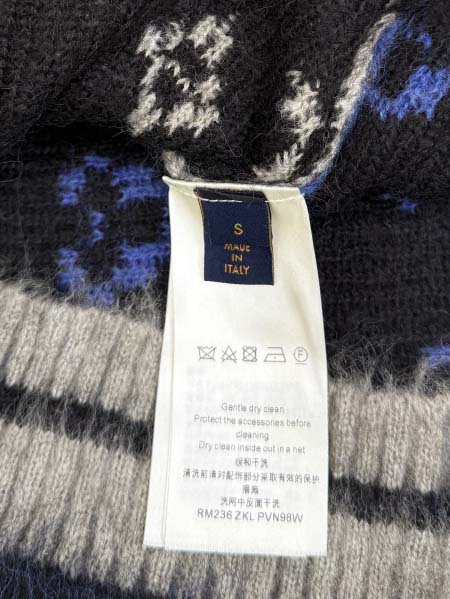 S
MADE
IN
ITALY
Gentle dry clean
Protect the accessories before
cleaning
Dry clean inside out in a net
缓和干洗
清洗前请对配饰部分采取有效的保护
措施
洗网中反面干洗
RM236 ZKL PVN98W